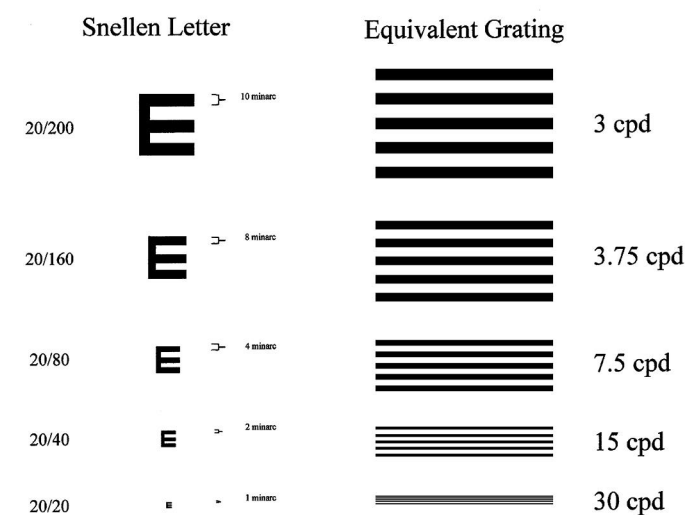 Snellen Letter Equivalent Grating
20/200 E 10 minarc 3 cpd
20/160 E 8 minarc 3.75 cpd
20/80 E 4 minarc 7.5 cpd
20/40 E 2 minarc 15 cpd
20/20 E 1 minarc 30 cpd